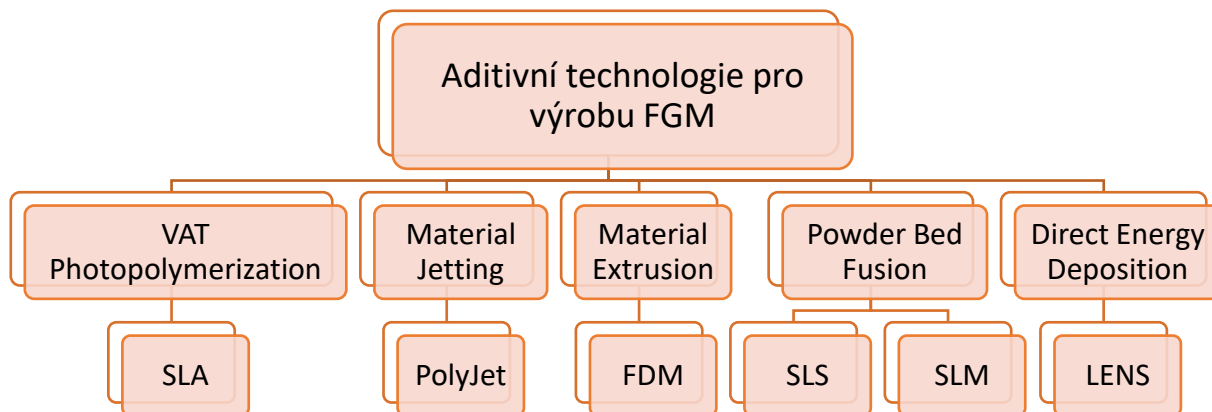 Aditivní technologie pro
výrobu FGM
VAT
Photopolymerization
Material
Jetting
Material
Extrusion
Powder Bed
Fusion
Direct Energy
Deposition
SLA
PolyJet
FDM
SLS
SLM
LENS